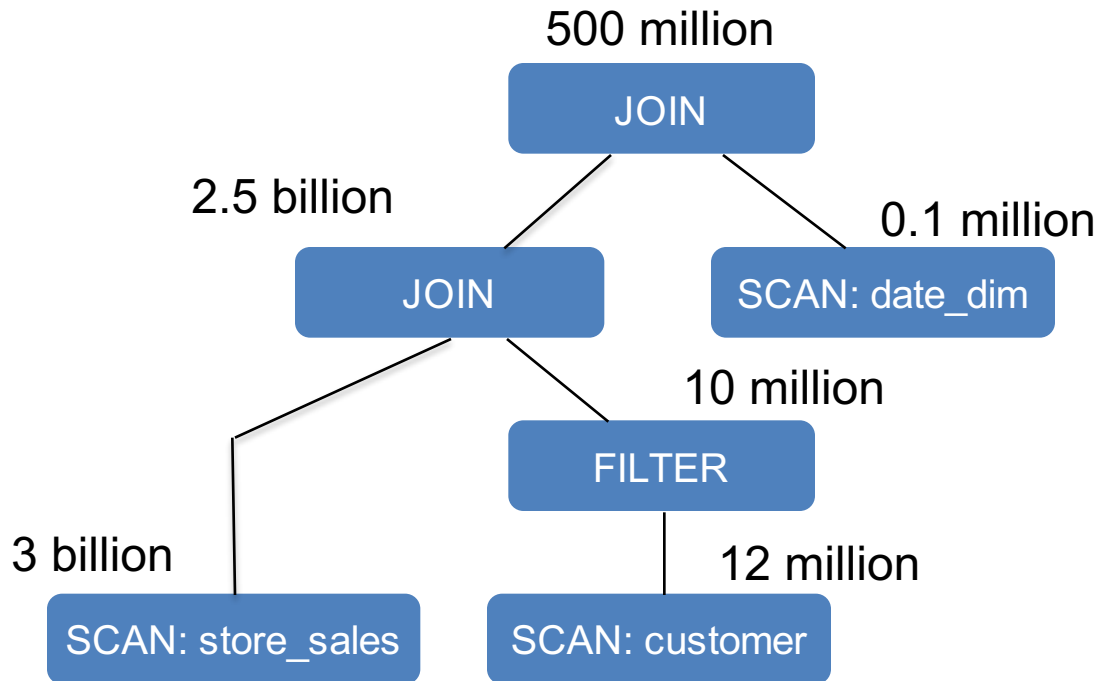 500 million
JOIN
2.5 billion
0.1 million
JOIN
SCAN: date_dim
10 million
FILTER
3 billion
12 million
SCAN: store_sales
SCAN: customer